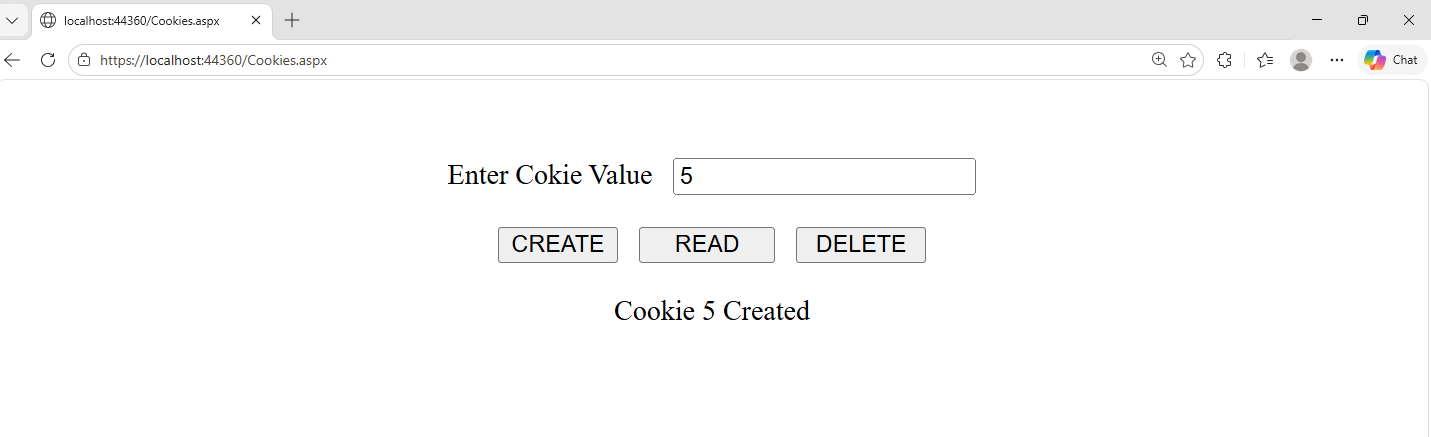 localhost:44360/Cookies.aspx
https://localhost:44360/Cookies.aspx
Chat
Enter Cokie Value 5
CREATE READ DELETE
Cookie 5 Created